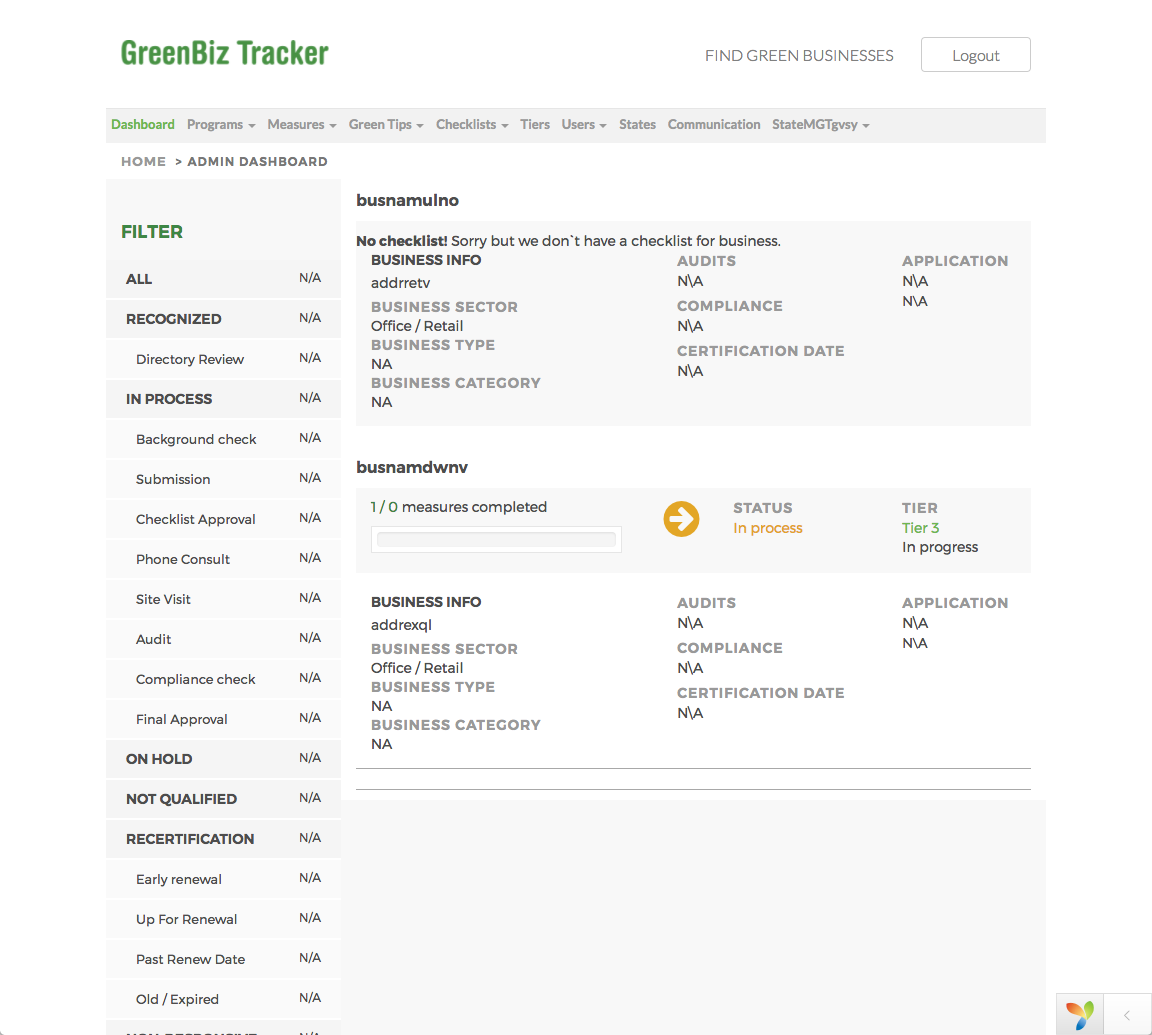 GreenBiz Tracker
FIND GREEN BUSINESSES
Logout
Dashboard Programs Measures Green Tips Checklists Tiers Users States Communication StateMGTgvsy
HOME > ADMIN DASHBOARD
FILTER
ALL N/A
RECOGNIZED N/A
Directory Review N/A
IN PROCESS N/A
Background check N/A
Submission N/A
Checklist Approval N/A
Phone Consult N/A
Site Visit N/A
Audit N/A
Compliance check N/A
Final Approval N/A
ON HOLD N/A
NOT QUALIFIED N/A
RECERTIFICATION N/A
Early renewal N/A
Up For Renewal N/A
Past Renew Date N/A
Old / Expired N/A
busnamulno
No checklist! Sorry but we don`t have a checklist for business.
BUSINESS INFO
addrretv
BUSINESS SECTOR
Office / Retail
BUSINESS TYPE
NA
BUSINESS CATEGORY
NA
AUDITS
N\A
COMPLIANCE
N\A
CERTIFICATION DATE
N\A
APPLICATION
N\A
N\A
busnamdwnv
1 / 0 measures completed
STATUS
In process
TIER
Tier 3
In progress
BUSINESS INFO
addrexql
BUSINESS SECTOR
Office / Retail
BUSINESS TYPE
NA
BUSINESS CATEGORY
NA
AUDITS
N\A
COMPLIANCE
N\A
CERTIFICATION DATE
N\A
APPLICATION
N\A
N\A